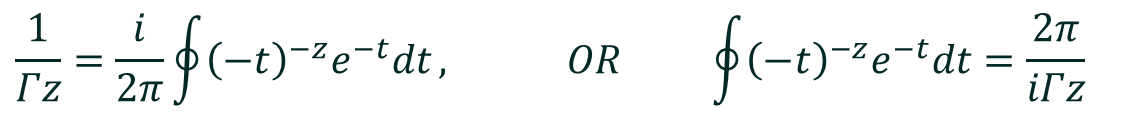 1/Γz = i/2π ∮(−t)^{−z}e^{−t}dt, OR ∮(−t)^{−z}e^{−t}dt = 2π/iΓz